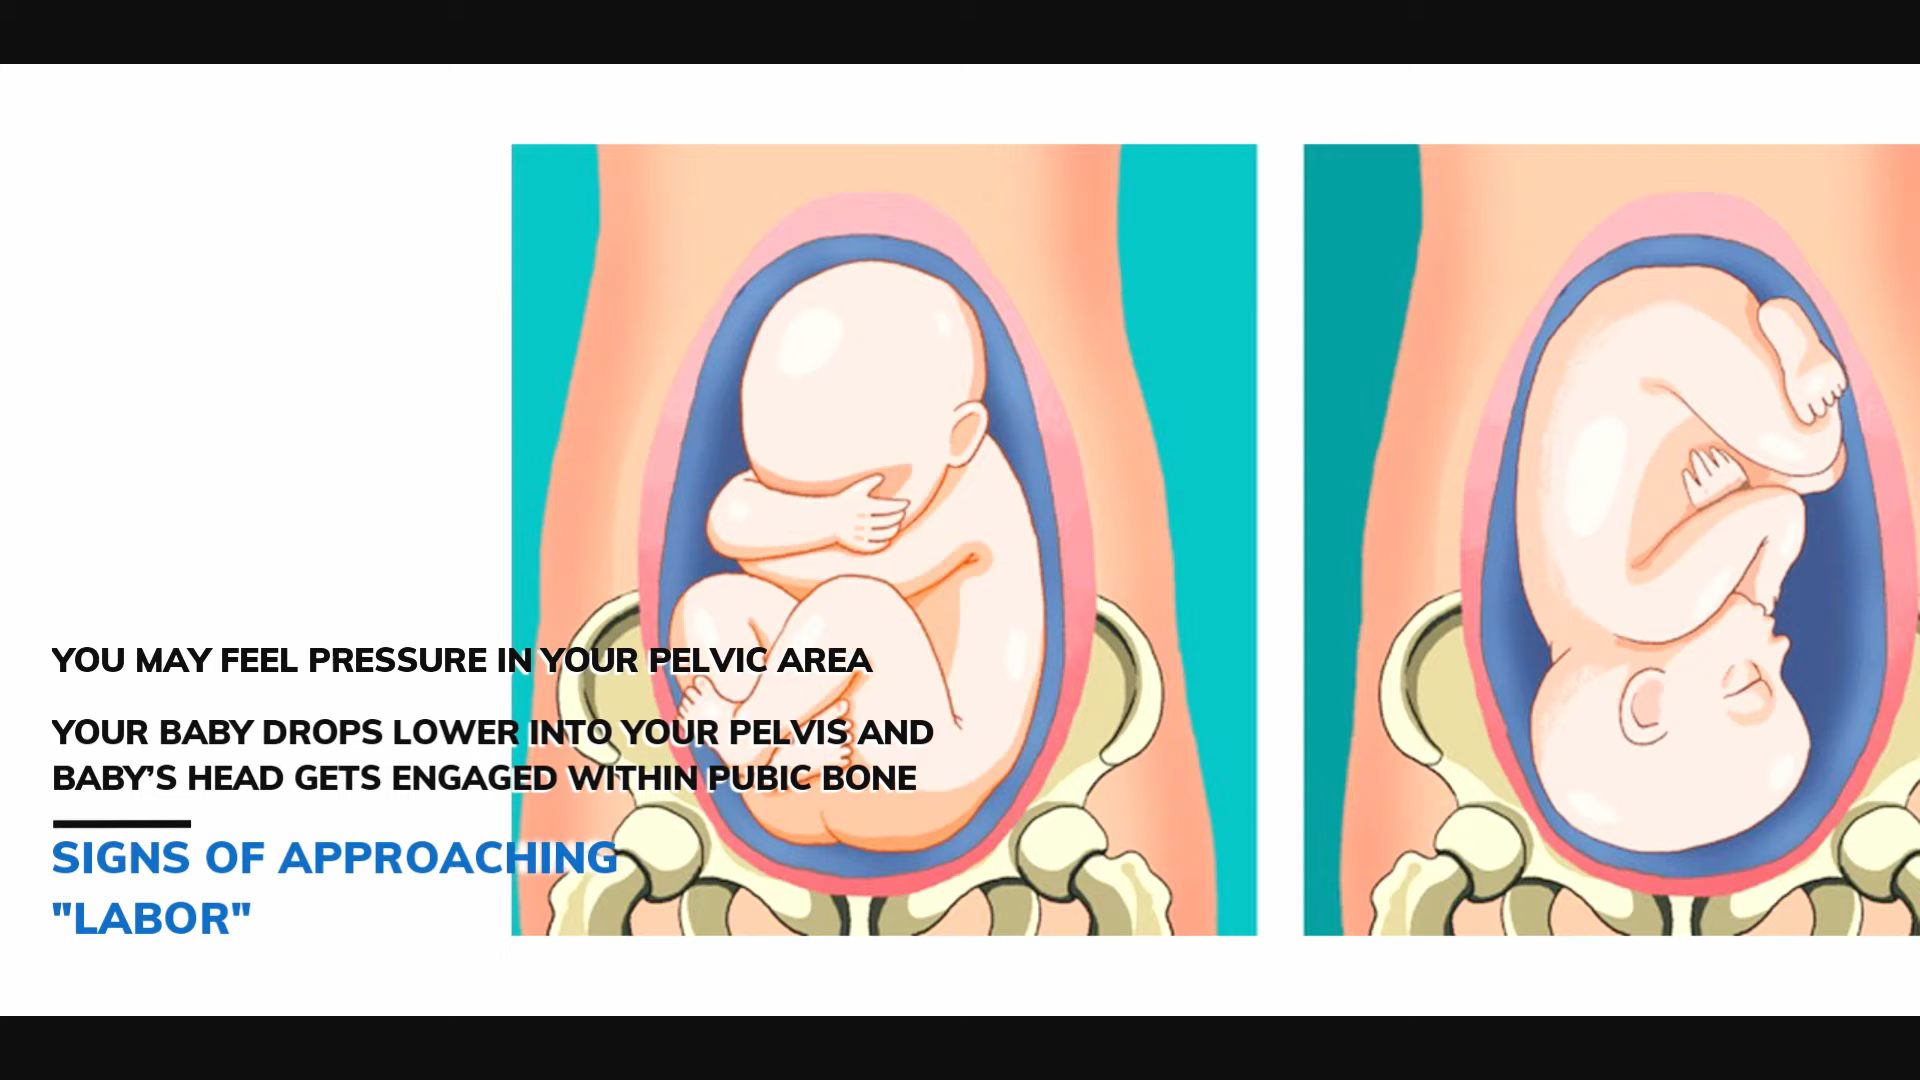 YOU MAY FEEL PRESSURE IN YOUR PELVIC AREA
YOUR BABY DROPS LOWER INTO YOUR PELVIS AND
BABY’S HEAD GETS ENGAGED WITHIN PUBIC BONE
SIGNS OF APPROACHING
"LABOR"